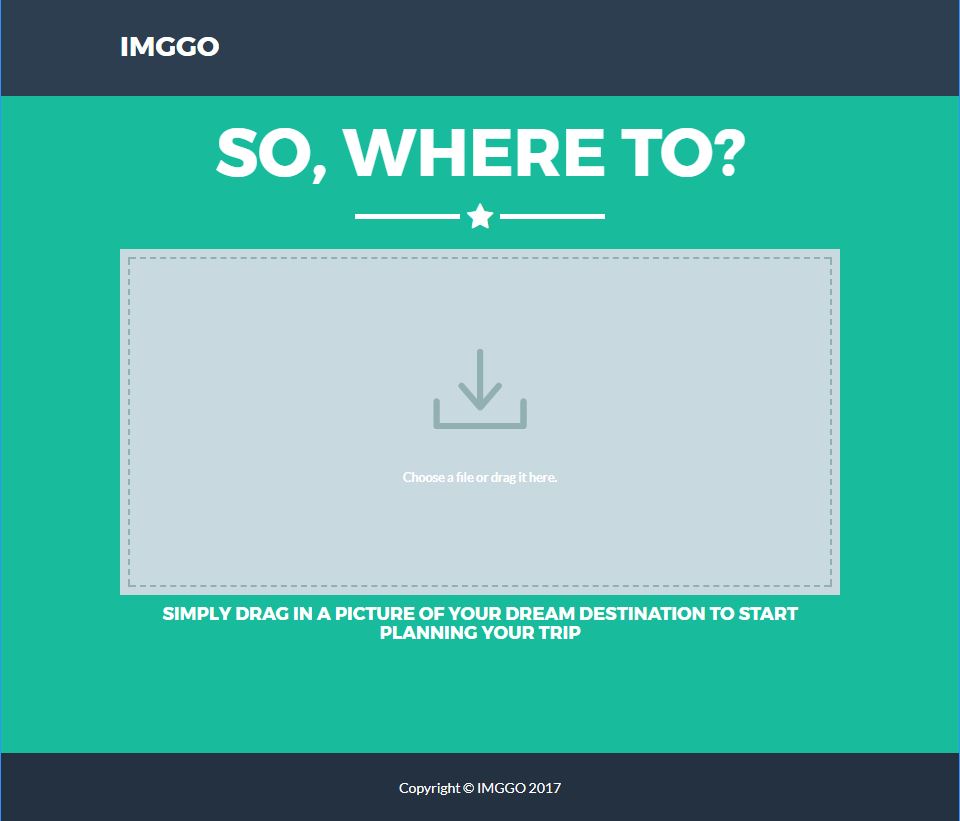 IMGGO
SO, WHERE TO?
Choose a file or drag it here.
SIMPLY DRAG IN A PICTURE OF YOUR DREAM DESTINATION TO START
PLANNING YOUR TRIP
Copyright © IMGGO 2017